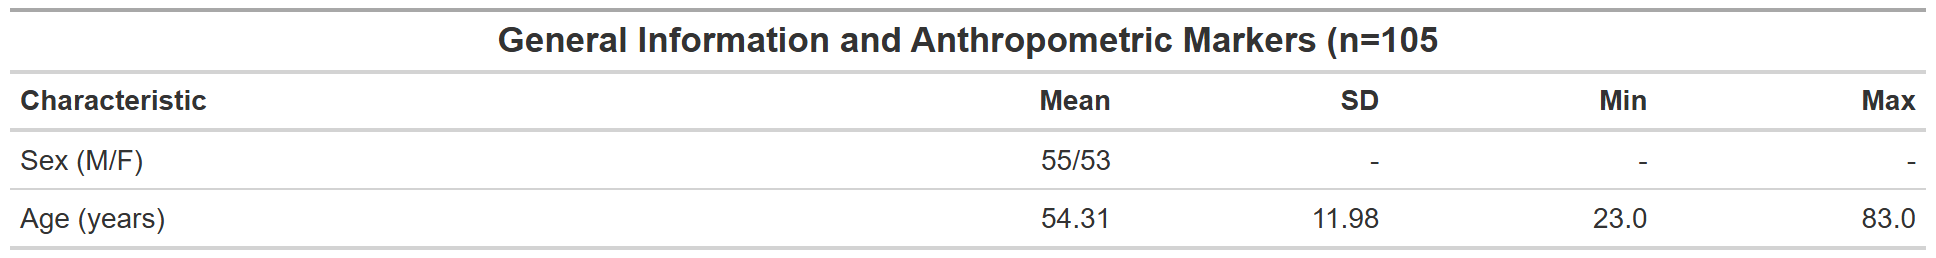 General Information and Anthropometric Markers (n=105
Characteristic Mean SD Min Max
Sex (M/F) 55/53 - - -
Age (years) 54.31 11.98 23.0 83.0